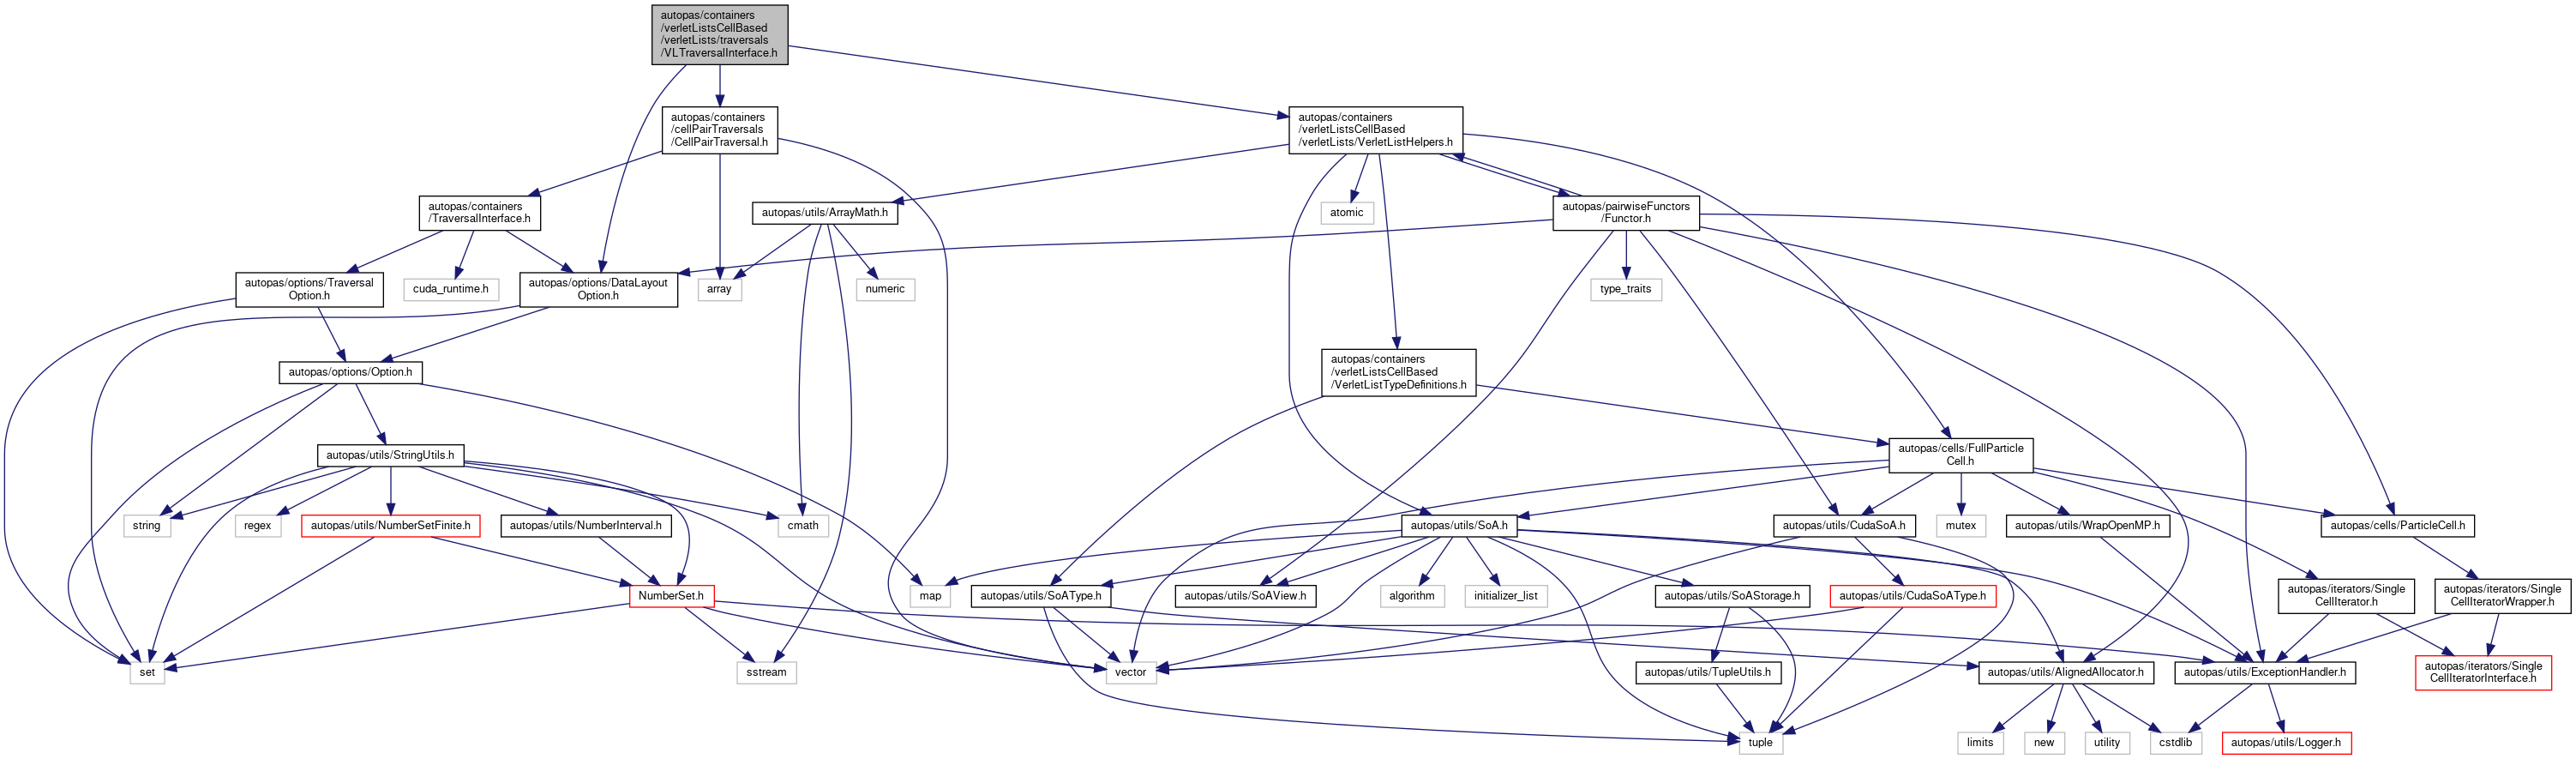 autopas/containers
/verletListsCellBased
/verletLists/traversals
/VLTraversalInterface.h
autopas/containers
/cellPairTraversals
/CellPairTraversal.h
autopas/containers
/verletListsCellBased
/verletLists/VerletListHelpers.h
autopas/containers
/TraversalInterface.h
autopas/utils/ArrayMath.h
atomic
autopas/pairwiseFunctors
/Functor.h
autopas/options/Traversal
Option.h
cuda_runtime.h
autopas/options/DataLayout
Option.h
array
numeric
type_traits
autopas/options/Option.h
autopas/containers
/verletListsCellBased
/VerletListTypeDefinitions.h
autopas/utils/StringUtils.h
autopas/cells/FullParticle
Cell.h
string
regex
autopas/utils/NumberSetFinite.h
autopas/utils/NumberInterval.h
cmath
autopas/utils/SoA.h
autopas/utils/CudaSoA.h
mutex
autopas/utils/WrapOpenMP.h
autopas/cells/ParticleCell.h
NumberSet.h
map
autopas/utils/SoAType.h
autopas/utils/SoAView.h
algorithm
initializer_list
autopas/utils/SoAStorage.h
autopas/utils/CudaSoAType.h
autopas/iterators/Single
CellIterator.h
autopas/iterators/Single
CellIteratorWrapper.h
set
sstream
vector
autopas/utils/TupleUtils.h
autopas/utils/AlignedAllocator.h
autopas/utils/ExceptionHandler.h
autopas/iterators/Single
CellIteratorInterface.h
tuple
limits
new
utility
cstdlib
autopas/utils/Logger.h